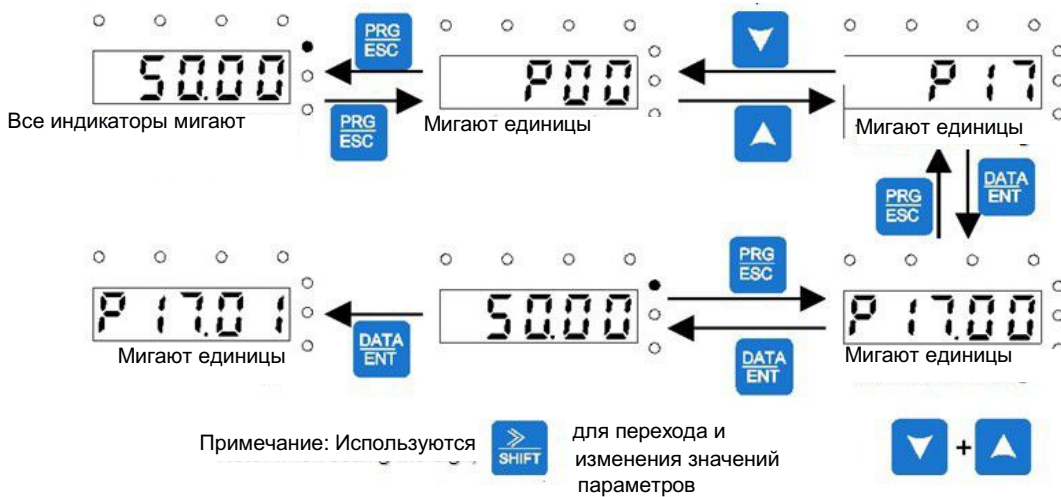 PRG
ESC
50.00
P00
P17
Все индикаторы мигают
PRG
ESC
Мигают единицы
Мигают единицы
PRG
ESC
DATA
ENT
PRG
ESC
P17.01
50.00
P17.00
Мигают единицы
DATA
ENT
DATA
ENT
Мигают единицы
Примечание: Используются
SHIFT
для перехода и
изменения значений
параметров
+